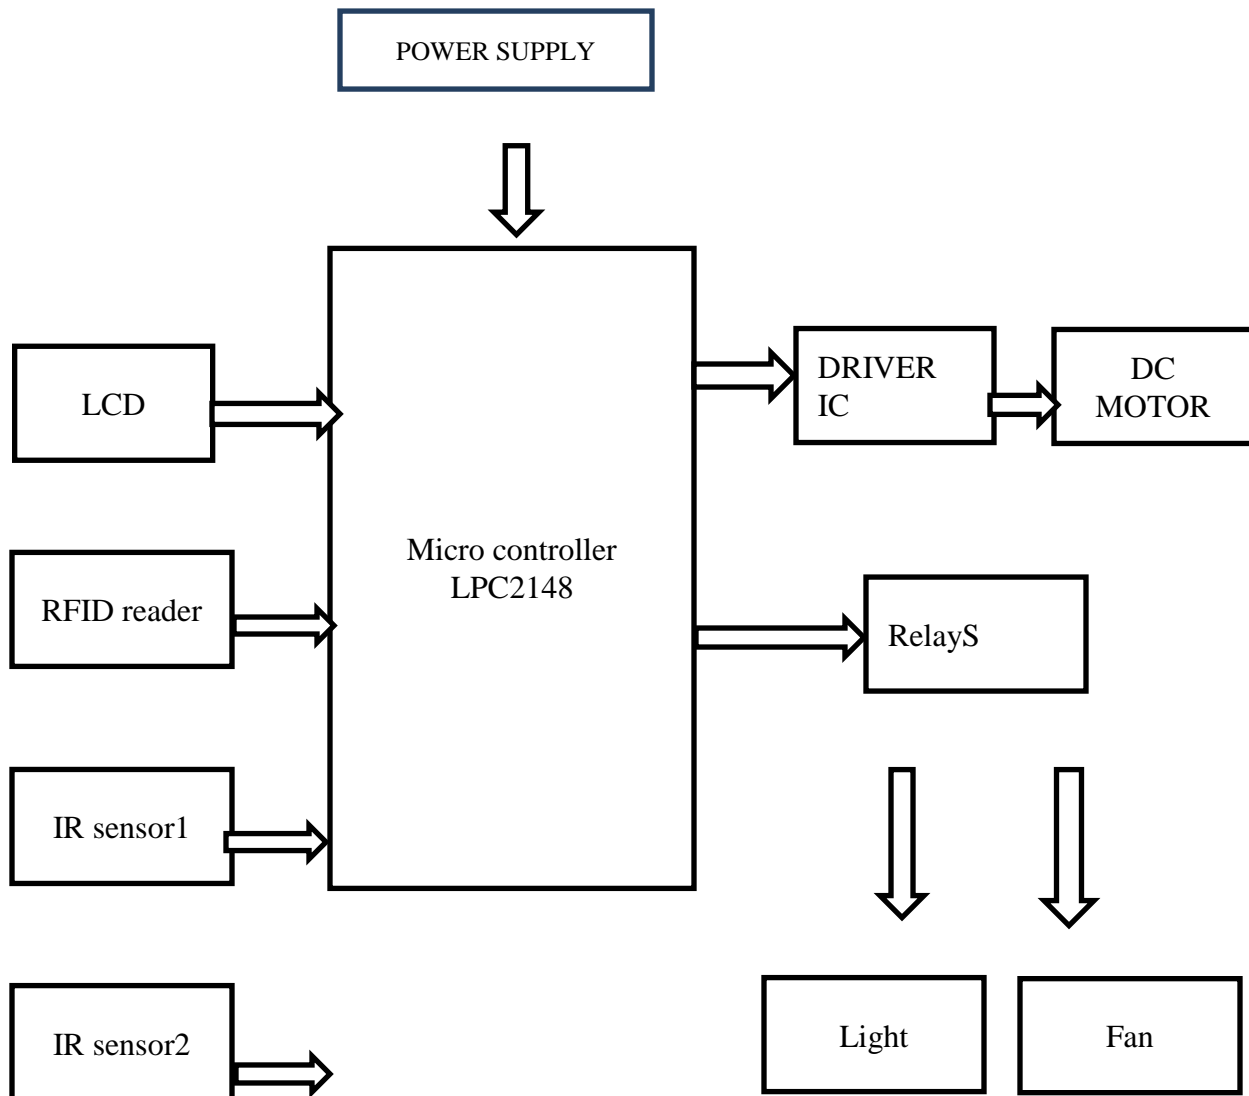 POWER SUPPLY
LCD
DRIVER
IC
DC
MOTOR
Micro controller
LPC2148
RFID reader
RelayS
IR sensor1
IR sensor2
Light
Fan